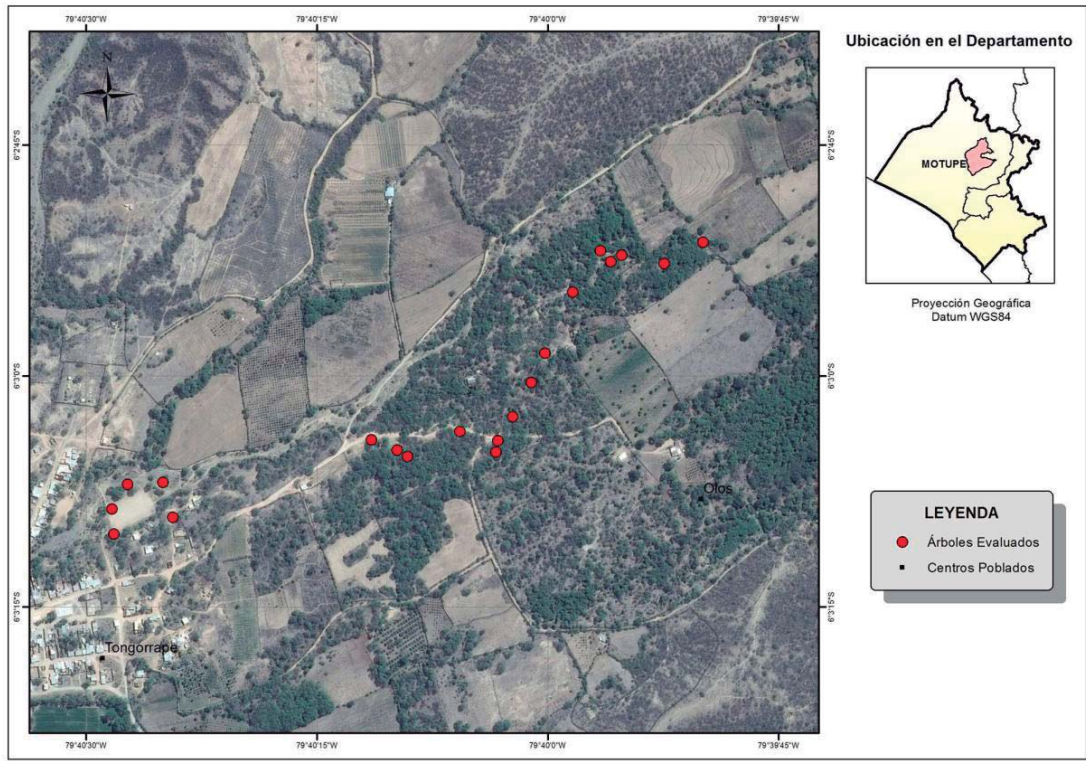 79°40'30"W
79°40'15"W
79°40'0"W
79°39'45"W
Ubicación en el Departamento
N
MOTUPE
6°2'45"S
6°2'45"S
Proyección Geográfica
Datum WGS84
6°3'0"S
6°3'0"S
Olos
LEYENDA
Árboles Evaluados
Centros Poblados
6°3'15"S
6°3'15"S
Tongorrape
79°40'30"W
79°40'15"W
79°40'0"W
79°39'45"W